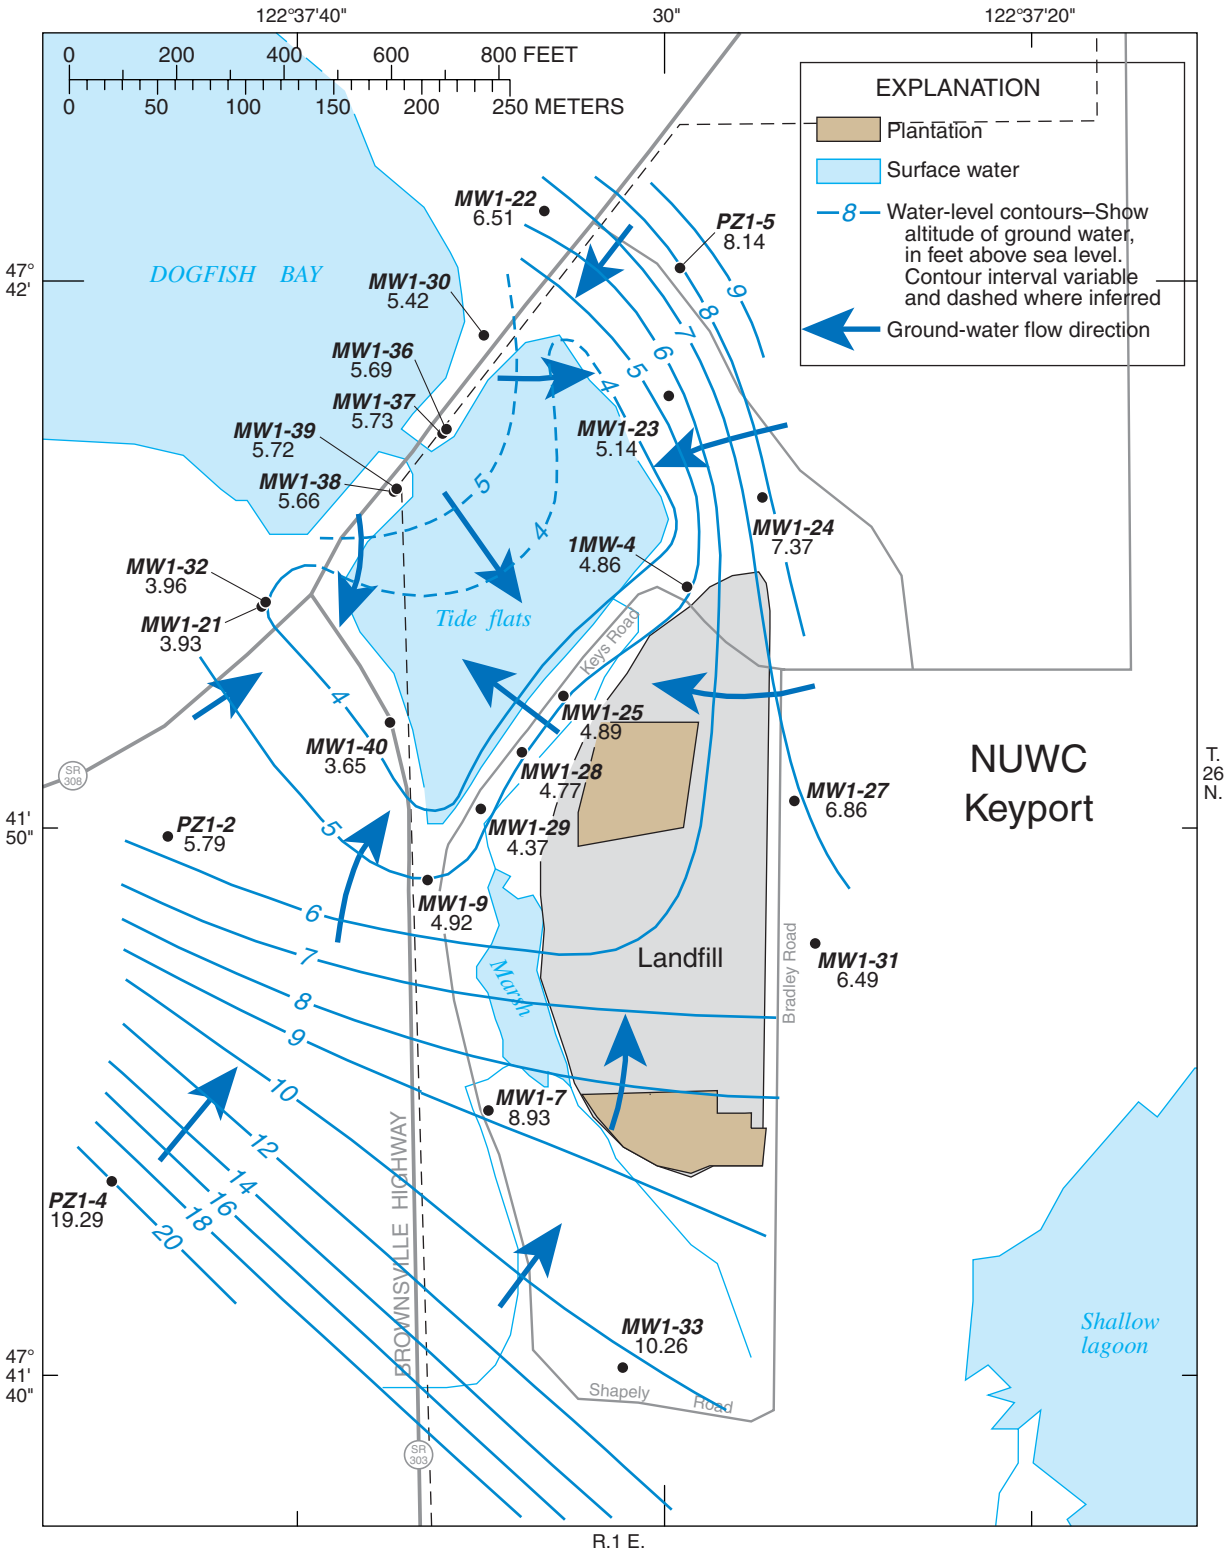 122°37'40"
30"
122°37'20"
0 200 400 600 800 FEET
0 50 100 150 200 250 METERS
EXPLANATION
Plantation
Surface water
8
Water-level contours–Show
altitude of ground water,
in feet above sea level.
Contour interval variable
and dashed where inferred
Ground-water flow direction
MW1-22
6.51
PZ1-5
8.14
47°
42'
DOGFISH BAY
MW1-30
5.42
9
8
7
6
5
4
MW1-36
5.69
MW1-37
5.73
MW1-39
5.72
MW1-38
5.66
MW1-23
5.14
5
4
MW1-24
7.37
1MW-4
4.86
MW1-32
3.96
MW1-21
3.93
Tide flats
Keys Road
4
MW1-25
4.89
MW1-40
3.65
MW1-28
4.77
SR
308
NUWC
Keyport
T.
26
N.
MW1-27
6.86
41'
50"
PZ1-2
5.79
5
MW1-29
4.37
MW1-9
4.92
6
7
8
9
10
12
14
16
18
20
Landfill
Marsh
Bradley Road
MW1-31
6.49
MW1-7
8.93
BROWNSVILLE HIGHWAY
PZ1-4
19.29
MW1-33
10.26
Shapely Road
Shallow
lagoon
47°
41'
40"
SR
303
R.1 E.